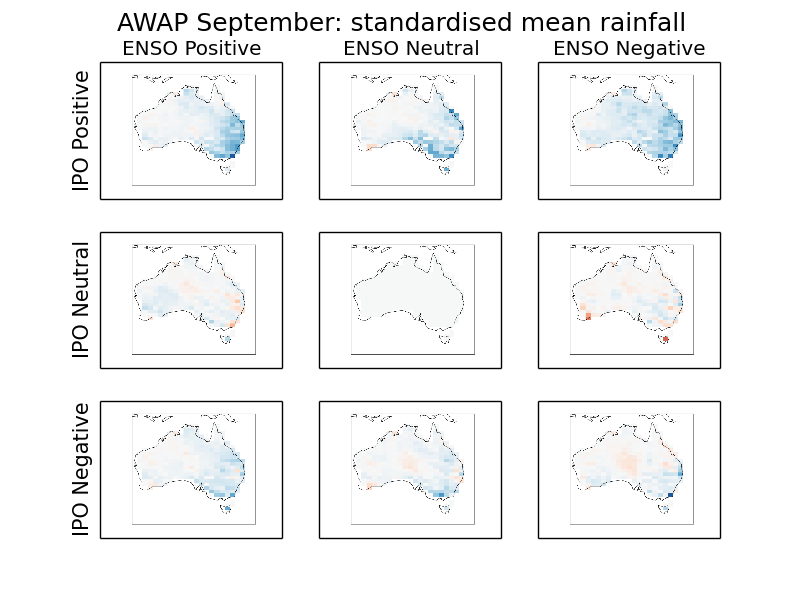 AWAP September: standardised mean rainfall
ENSO Positive
ENSO Neutral
ENSO Negative
IPO Positive
IPO Neutral
IPO Negative